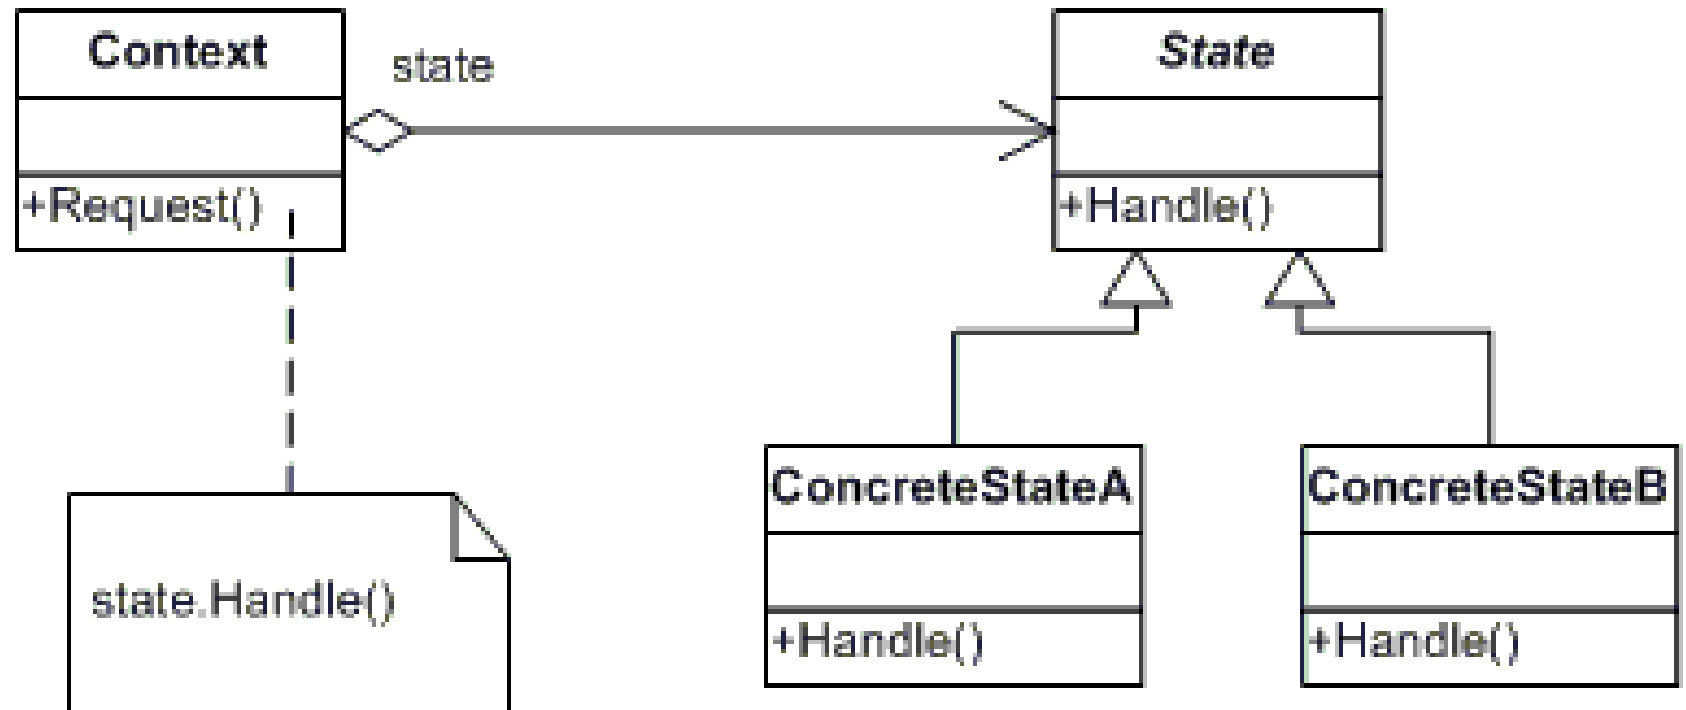 Context
state
State
+Request()
+Handle()
ConcreteStateA
ConcreteStateB
state.Handle()
+Handle()
+Handle()